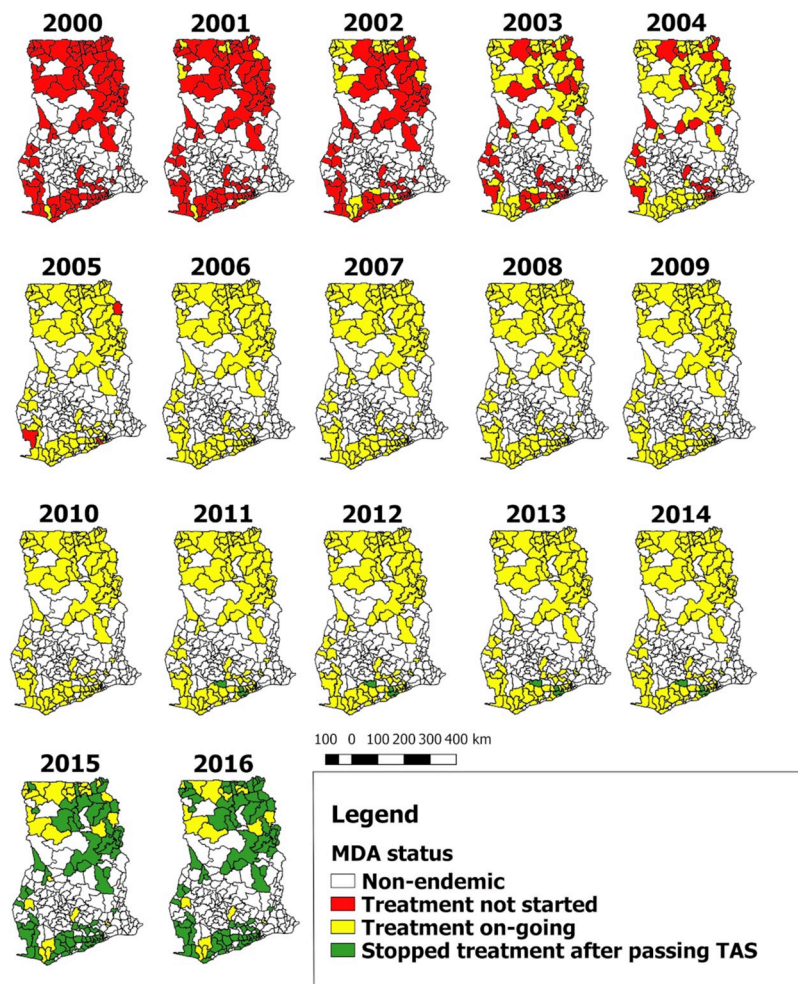 2000 2001 2002 2003 2004
2005 2006 2007 2008 2009
2010 2011 2012 2013 2014
100 0 100 200 300 400 km
2015 2016
Legend
MDA status
Non-endemic
Treatment not started
Treatment on-going
Stopped treatment after passing TAS